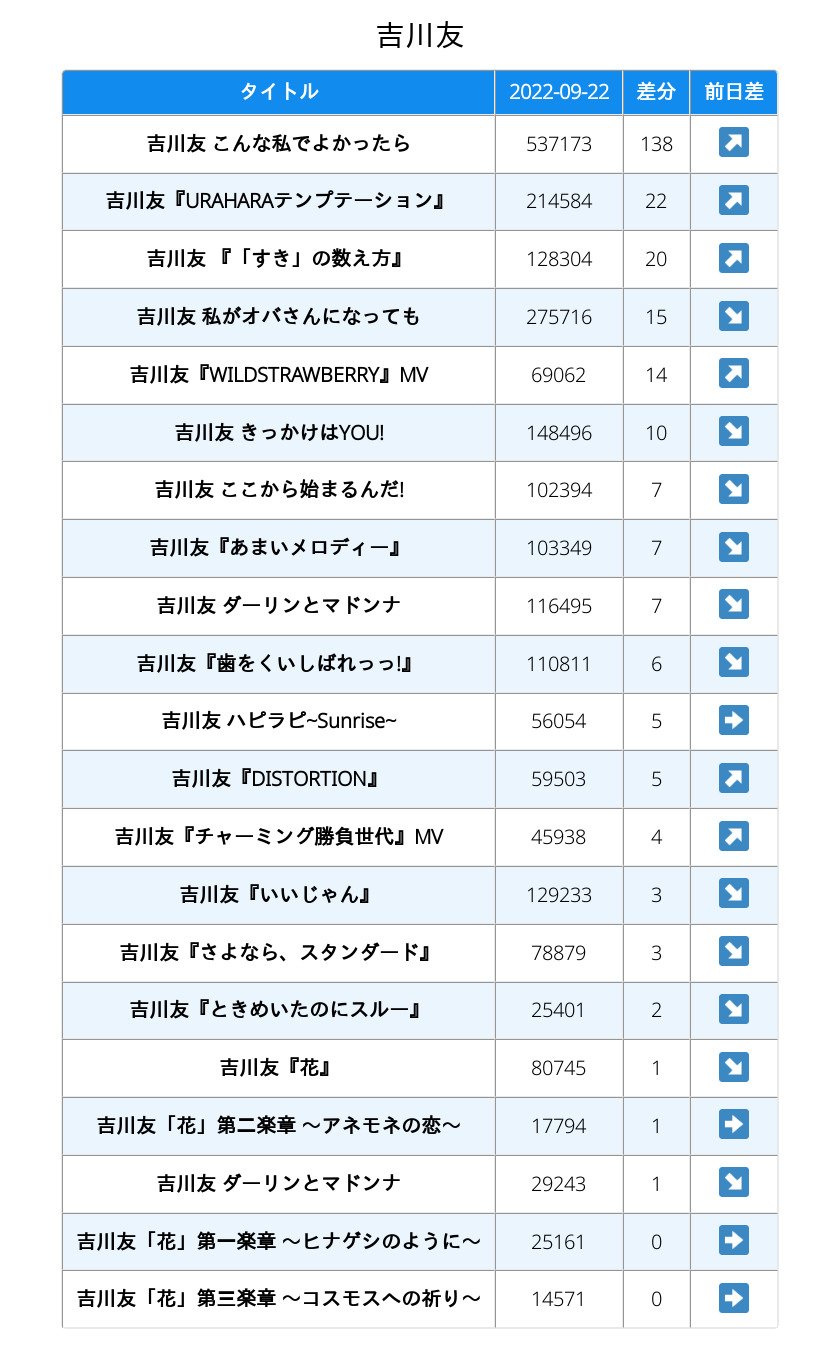 吉川友
タイトル 2022-09-22 差分 前日差
吉川友 こんな私でよかったら 537173 138 ↗
吉川友『URAHARAテンプテーション』 214584 22 ↗
吉川友 『「すき」の数え方』 128304 20 ↗
吉川友 私がオバさんになっても 275716 15 ↘
吉川友『WILDSTRAWBERRY』MV 69062 14 ↗
吉川友 きっかけはYOU! 148496 10 ↘
吉川友 ここから始まるんだ! 102394 7 ↘
吉川友『あまいメロディー』 103349 7 ↘
吉川友 ダーリンとマドンナ 116495 7 ↘
吉川友『歯をくいしばれっっ!』 110811 6 ↘
吉川友 ハピラピ~Sunrise~ 56054 5 ➡
吉川友『DISTORTION』 59503 5 ↗
吉川友『チャーミング勝負世代』MV 45938 4 ↗
吉川友『いいじゃん』 129233 3 ↘
吉川友『さよなら、スタンダード』 78879 3 ↘
吉川友『ときめいたのにスルー』 25401 2 ↘
吉川友『花』 80745 1 ↘
吉川友「花」第二楽章 〜アネモネの恋〜 17794 1 ➡
吉川友 ダーリンとマドンナ 29243 1 ↘
吉川友「花」第一楽章 〜ヒナゲシのように〜 25161 0 ➡
吉川友「花」第三楽章 〜コスモスへの祈り〜 14571 0 ➡